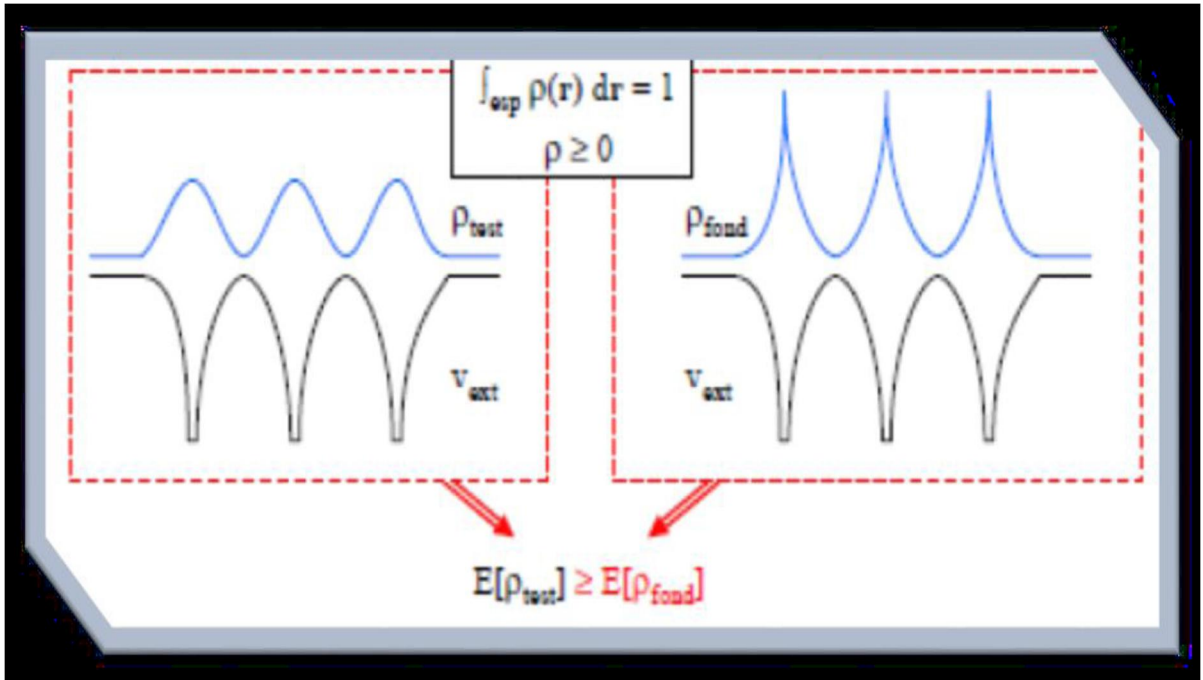 ∫esp ρ(r) dr = 1
ρ ≥ 0
ρtest
ρfond
vext
vext
E[ρtest] ≥ E[ρfond]